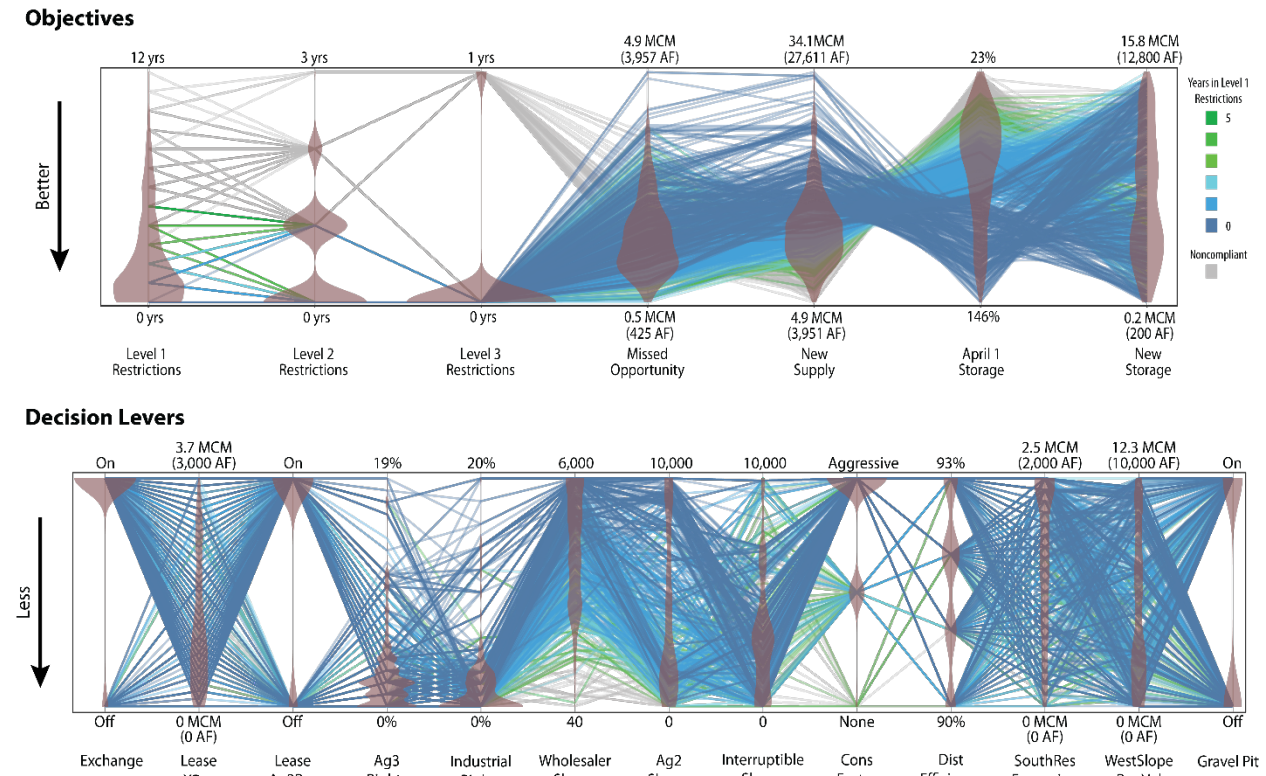 Objectives
12 yrs
3 yrs
1 yrs
4.9 MCM
(3,957 AF)
34.1MCM
(27,611 AF)
23%
15.8 MCM
(12,800 AF)
Better
Years in Level 1
Restrictions
5
0
Noncompliant
0 yrs
0 yrs
0 yrs
0.5 MCM
(425 AF)
4.9 MCM
(3,951 AF)
146%
0.2 MCM
(200 AF)
Level 1
Restrictions
Level 2
Restrictions
Level 3
Restrictions
Missed
Opportunity
New
Supply
April 1
Storage
New
Storage
Decision Levers
On
3.7 MCM
(3,000 AF)
On
19%
20%
6,000
10,000
10,000
Aggressive
93%
2.5 MCM
(2,000 AF)
12.3 MCM
(10,000 AF)
On
Less
Off
0 MCM
(0 AF)
Off
0%
0%
40
0
0
None
90%
0 MCM
(0 AF)
0 MCM
(0 AF)
Off
Exchange
Lease
Lease
Ag3
Industrial
Wholesaler
Ag2
Interruptible
Cons
Dist
SouthRes
WestSlope
Gravel Pit